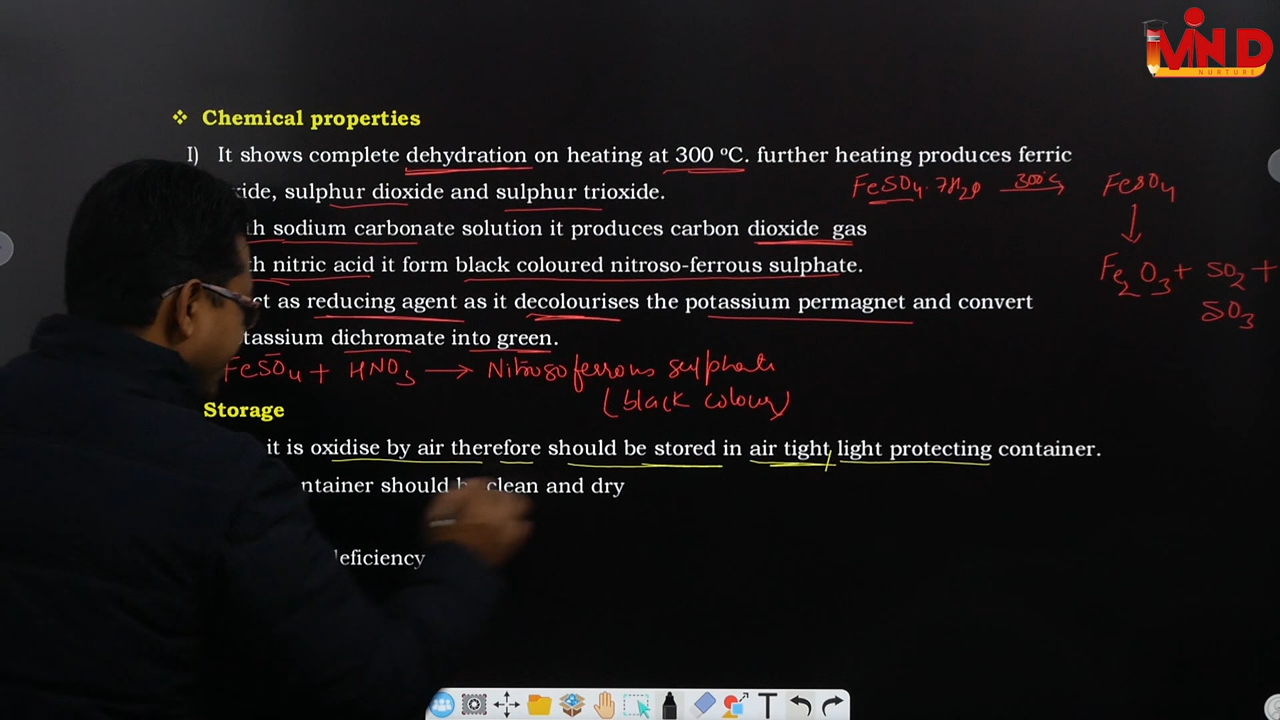 MIND
NURTURE
❖ Chemical properties
I) It shows complete dehydration on heating at 300 ºC. further heating produces ferric
xide, sulphur dioxide and sulphur trioxide.
FeSO4. 7H2O 300°C → FeSO4
↓
Fe2O3 + SO2 + SO3
th sodium carbonate solution it produces carbon dioxide gas
th nitric acid it form black coloured nitroso-ferrous sulphate.
ct as reducing agent as it decolourises the potassium permagnet and convert
tassium dichromate into green.
FeSO4 + HNO3 → Nitrosoferrous sulphate
(black colour)
Storage
it is oxidise by air therefore should be stored in air tight, light protecting container.
ntainer should be clean and dry
deficiency
T